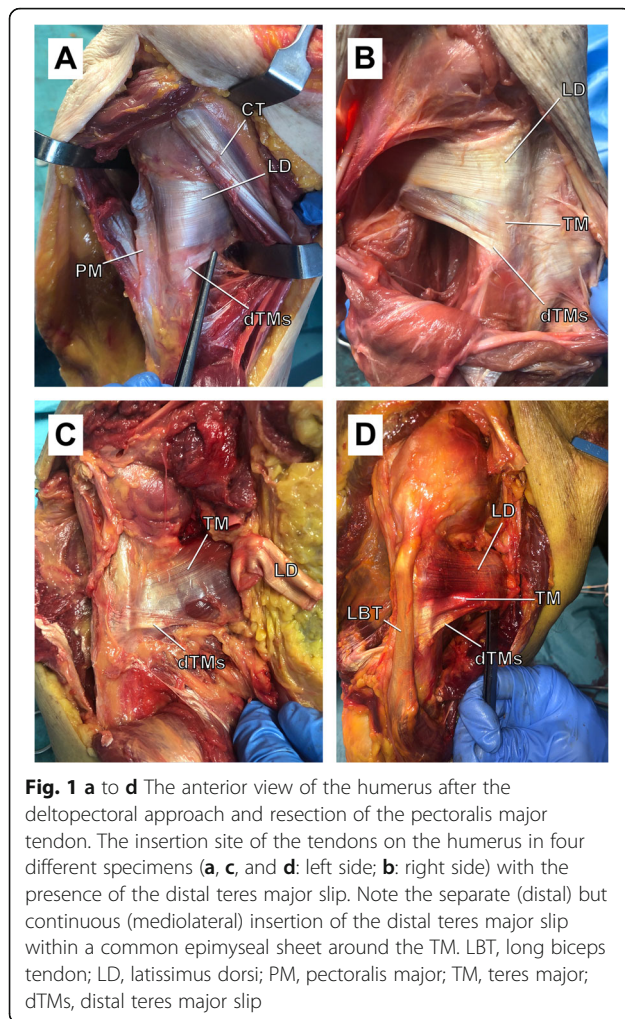 A
CT
LD
PM
dTMs
B
LD
TM
dTMs
C
TM
LD
dTMs
D
LD
LBT
TM
dTMs
Fig. 1 a to d The anterior view of the humerus after the
deltopectoral approach and resection of the pectoralis major
tendon. The insertion site of the tendons on the humerus in four
different specimens (a, c, and d: left side; b: right side) with the
presence of the distal teres major slip. Note the separate (distal) but
continuous (mediolateral) insertion of the distal teres major slip
within a common epimyseal sheet around the TM. LBT, long biceps
tendon; LD, latissimus dorsi; PM, pectoralis major; TM, teres major;
dTMs, distal teres major slip